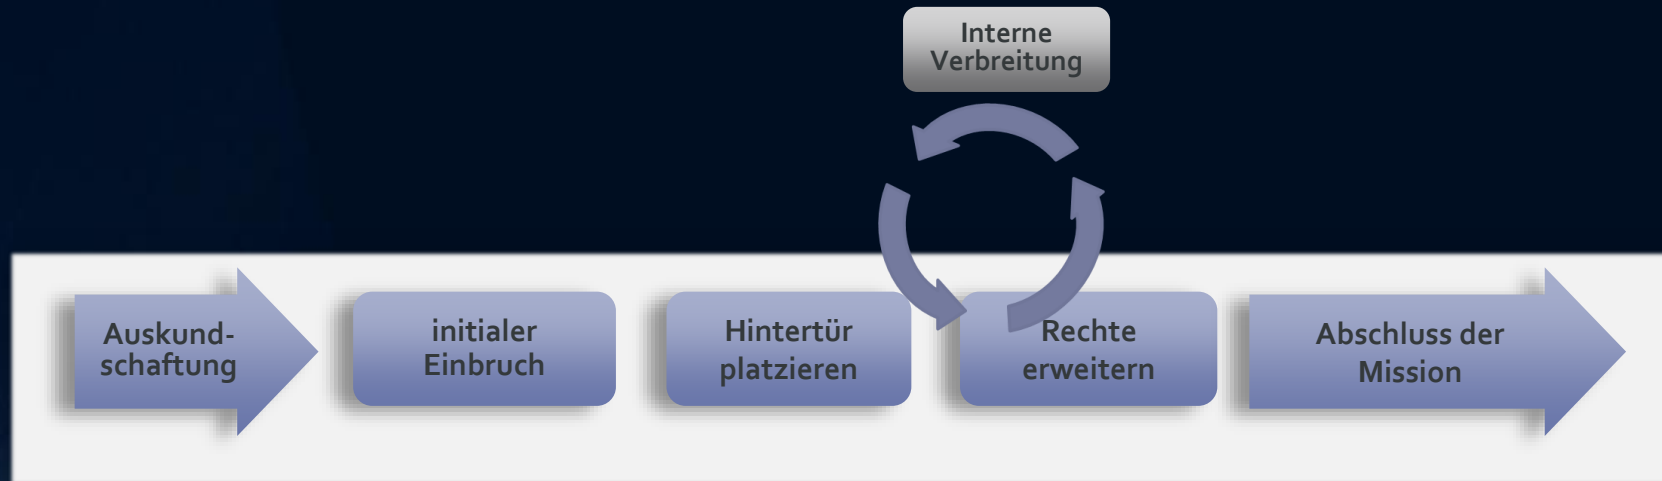 Interne
Verbreitung
Auskund-
schaftung
initialer
Einbruch
Hintertür
platzieren
Rechte
erweitern
Abschluss der
Mission